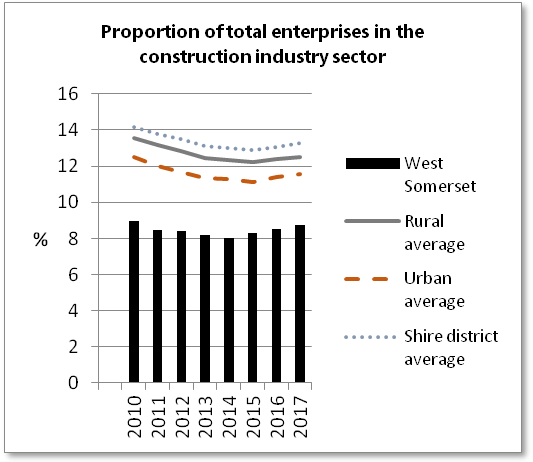 Proportion of total enterprises in the
construction industry sector
16
14
12
10
8
6
4
2
0
%
2010
2011
2012
2013
2014
2015
2016
2017
West
Somerset
Rural
average
Urban
average
Shire district
average